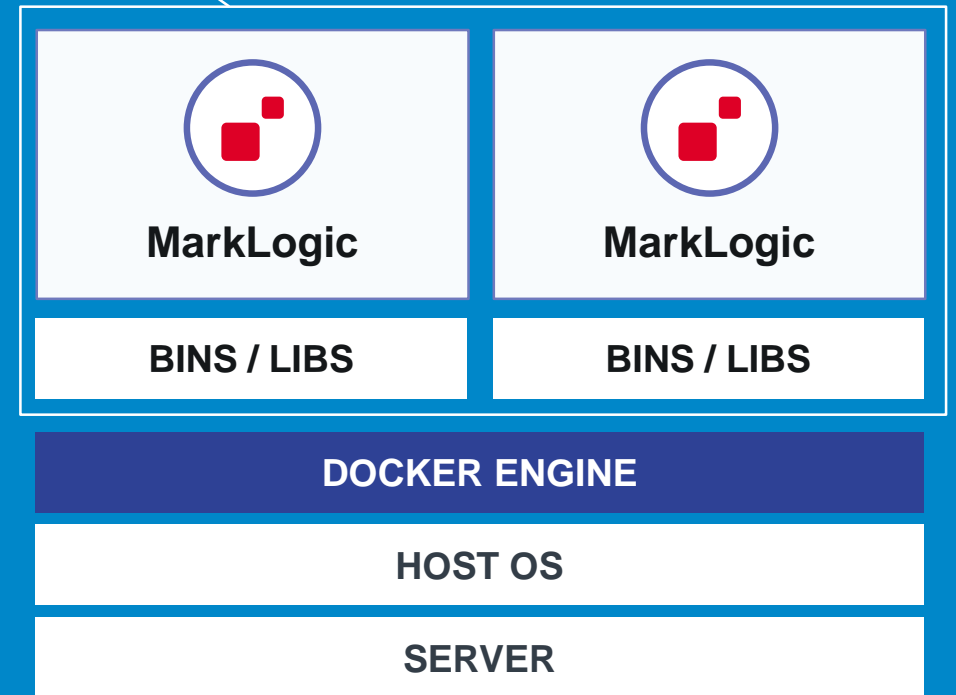 MarkLogic
MarkLogic
BINS / LIBS
BINS / LIBS
DOCKER ENGINE
HOST OS
SERVER